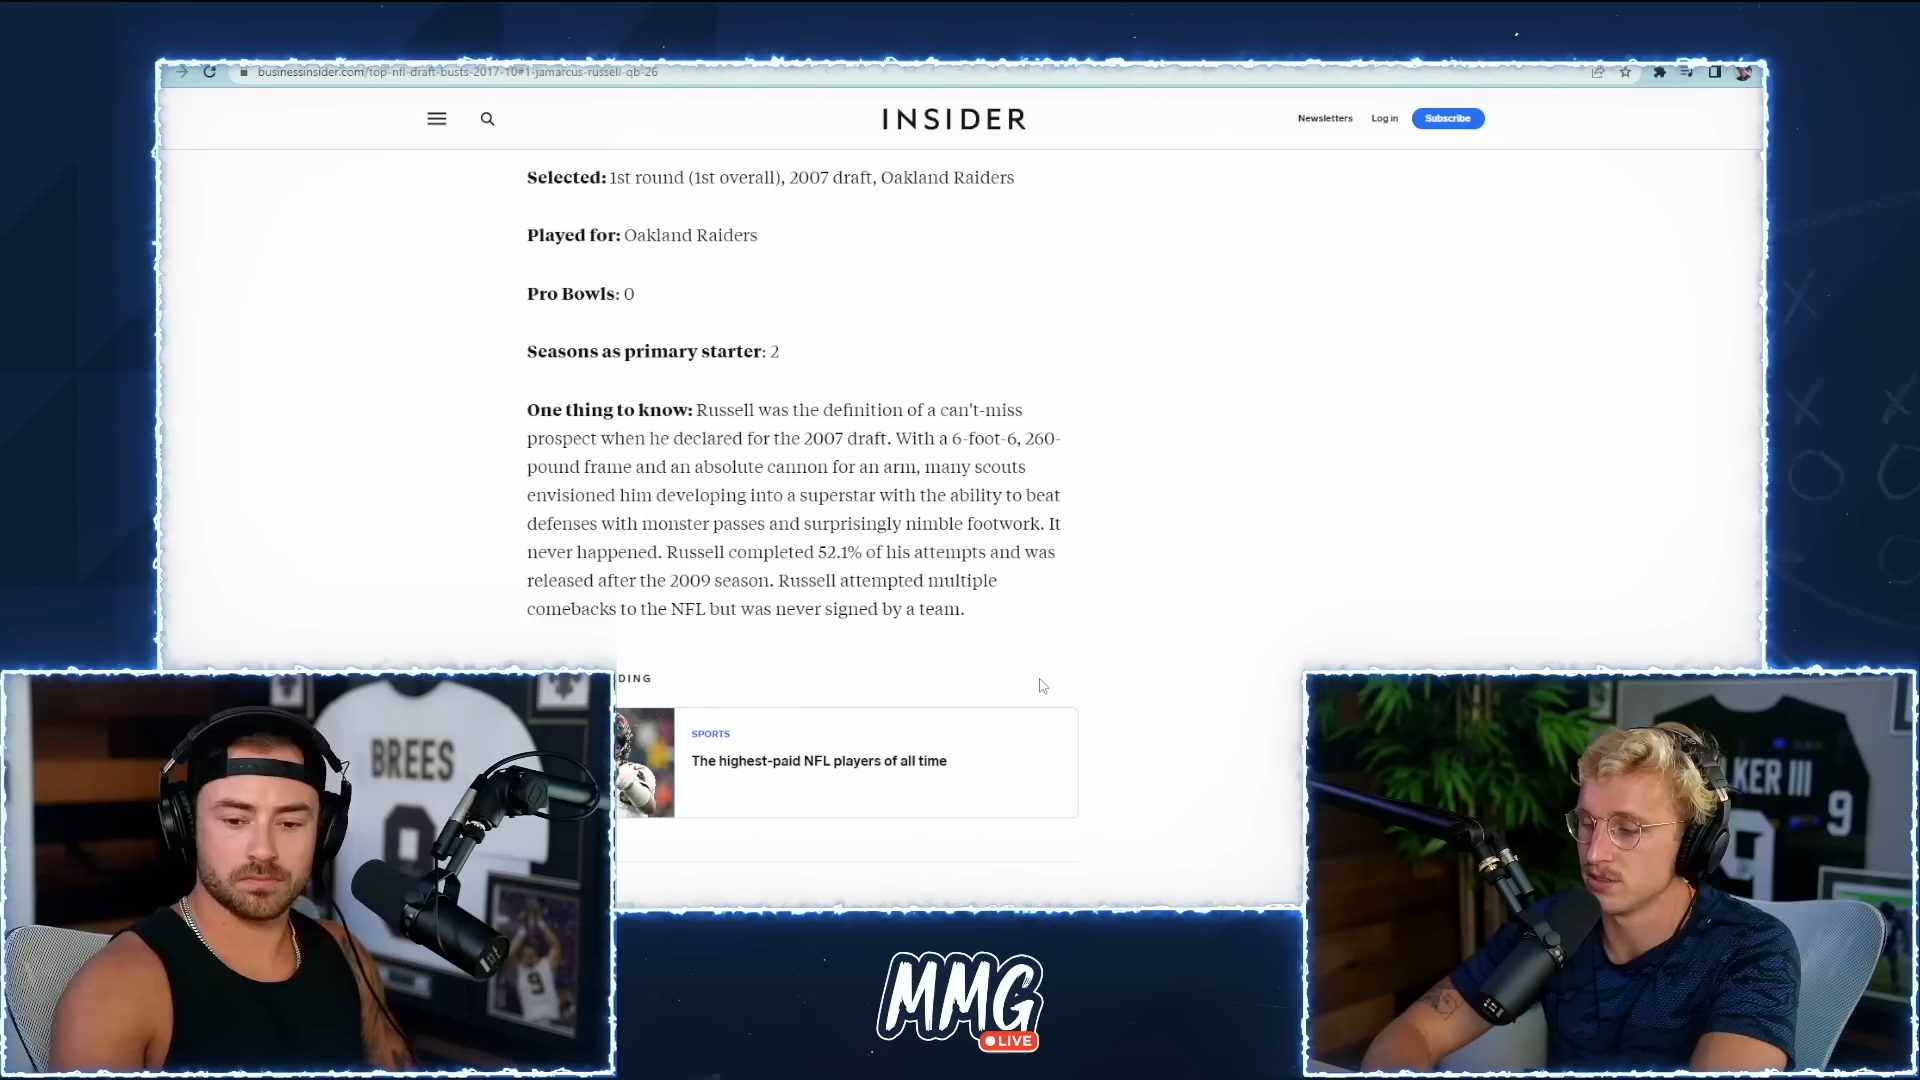 businessinsider.com/top-nfl-draft-busts-2017-10#1-jamarcus-russell-qb-26
INSIDER
Newsletters Log in Subscribe
Selected: 1st round (1st overall), 2007 draft, Oakland Raiders
Played for: Oakland Raiders
Pro Bowls: 0
Seasons as primary starter: 2
One thing to know: Russell was the definition of a can't-miss
prospect when he declared for the 2007 draft. With a 6-foot-6, 260-
pound frame and an absolute cannon for an arm, many scouts
envisioned him developing into a superstar with the ability to beat
defenses with monster passes and surprisingly nimble footwork. It
never happened. Russell completed 52.1% of his attempts and was
released after the 2009 season. Russell attempted multiple
comebacks to the NFL but was never signed by a team.
DING
SPORTS
The highest-paid NFL players of all time
BREES
9
9
LKER III
9
9
MMG
LIVE